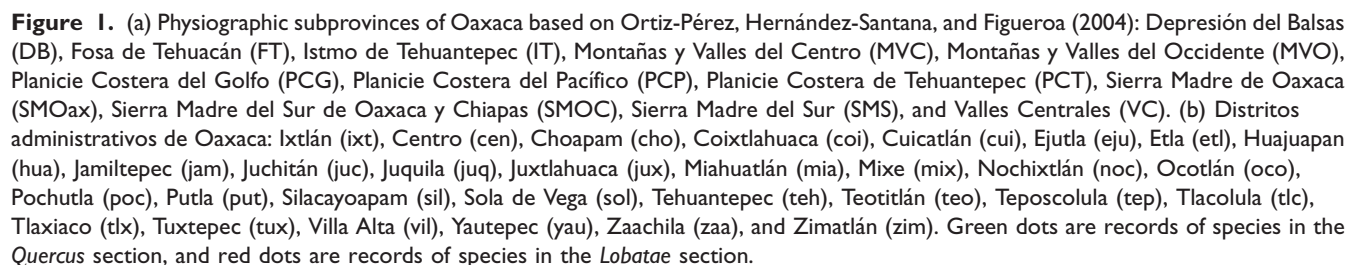 Figure 1. (a) Physiographic subprovinces of Oaxaca based on Ortiz-Pérez, Hernández-Santana, and Figueroa (2004): Depresión del Balsas
(DB), Fosa de Tehuacán (FT), Istmo de Tehuantepec (IT), Montañas y Valles del Centro (MVC), Montañas y Valles del Occidente (MVO),
Planicie Costera del Golfo (PCG), Planicie Costera del Pacífico (PCP), Planicie Costera de Tehuantepec (PCT), Sierra Madre de Oaxaca
(SMOax), Sierra Madre del Sur de Oaxaca y Chiapas (SMOC), Sierra Madre del Sur (SMS), and Valles Centrales (VC). (b) Distritos
administrativos de Oaxaca: Ixtlán (ixt), Centro (cen), Choapam (cho), Coixtlahuaca (coi), Cuicatlán (cui), Ejutla (eju), Etla (etl), Huajuapan
(hua), Jamiltepec (jam), Juchitán (juc), Juquila (juq), Juxtlahuaca (jux), Miahuatlán (mia), Mixe (mix), Nochixtlán (noc), Ocotlán (oco),
Pochutla (poc), Putla (put), Silacayoapam (sil), Sola de Vega (sol), Tehuantepec (teh), Teotitlán (teo), Teposcolula (tep), Tlacolula (tlc),
Tlaxiaco (tlx), Tuxtepec (tux), Villa Alta (vil), Yautepec (yau), Zaachila (zaa), and Zimatlán (zim). Green dots are records of species in the
Quercus section, and red dots are records of species in the Lobatae section.